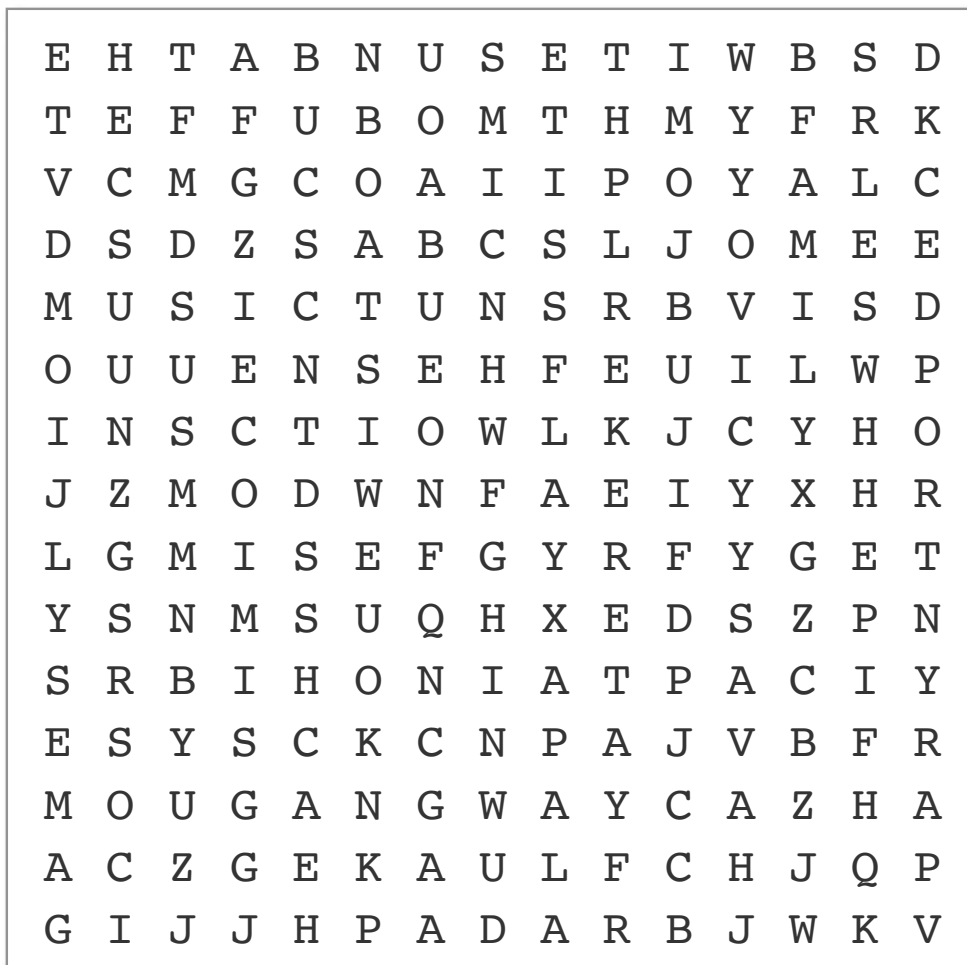 E H T A B N U S E T I W B S D
T E F F U B O M T H M Y F R K
V C M G C O A I I P O Y A L C
D S D Z S A B C S L J O M E E
M U S I C T U N S R B V I S D
O U U E N S E H F E U I L W P
I N S C T I O W L K J C Y H O
J Z M O D W N F A E I Y X H R
L G M I S E F G Y R F Y G E T
Y S N M S U Q H X E D S Z P N
S R B I H O N I A T P A C I Y
E S Y S C K C N P A J V B F R
M O U G A N G W A Y C A Z H A
A C Z G E K A U L F C H J Q P
G I J J H P A D A R B J W K V